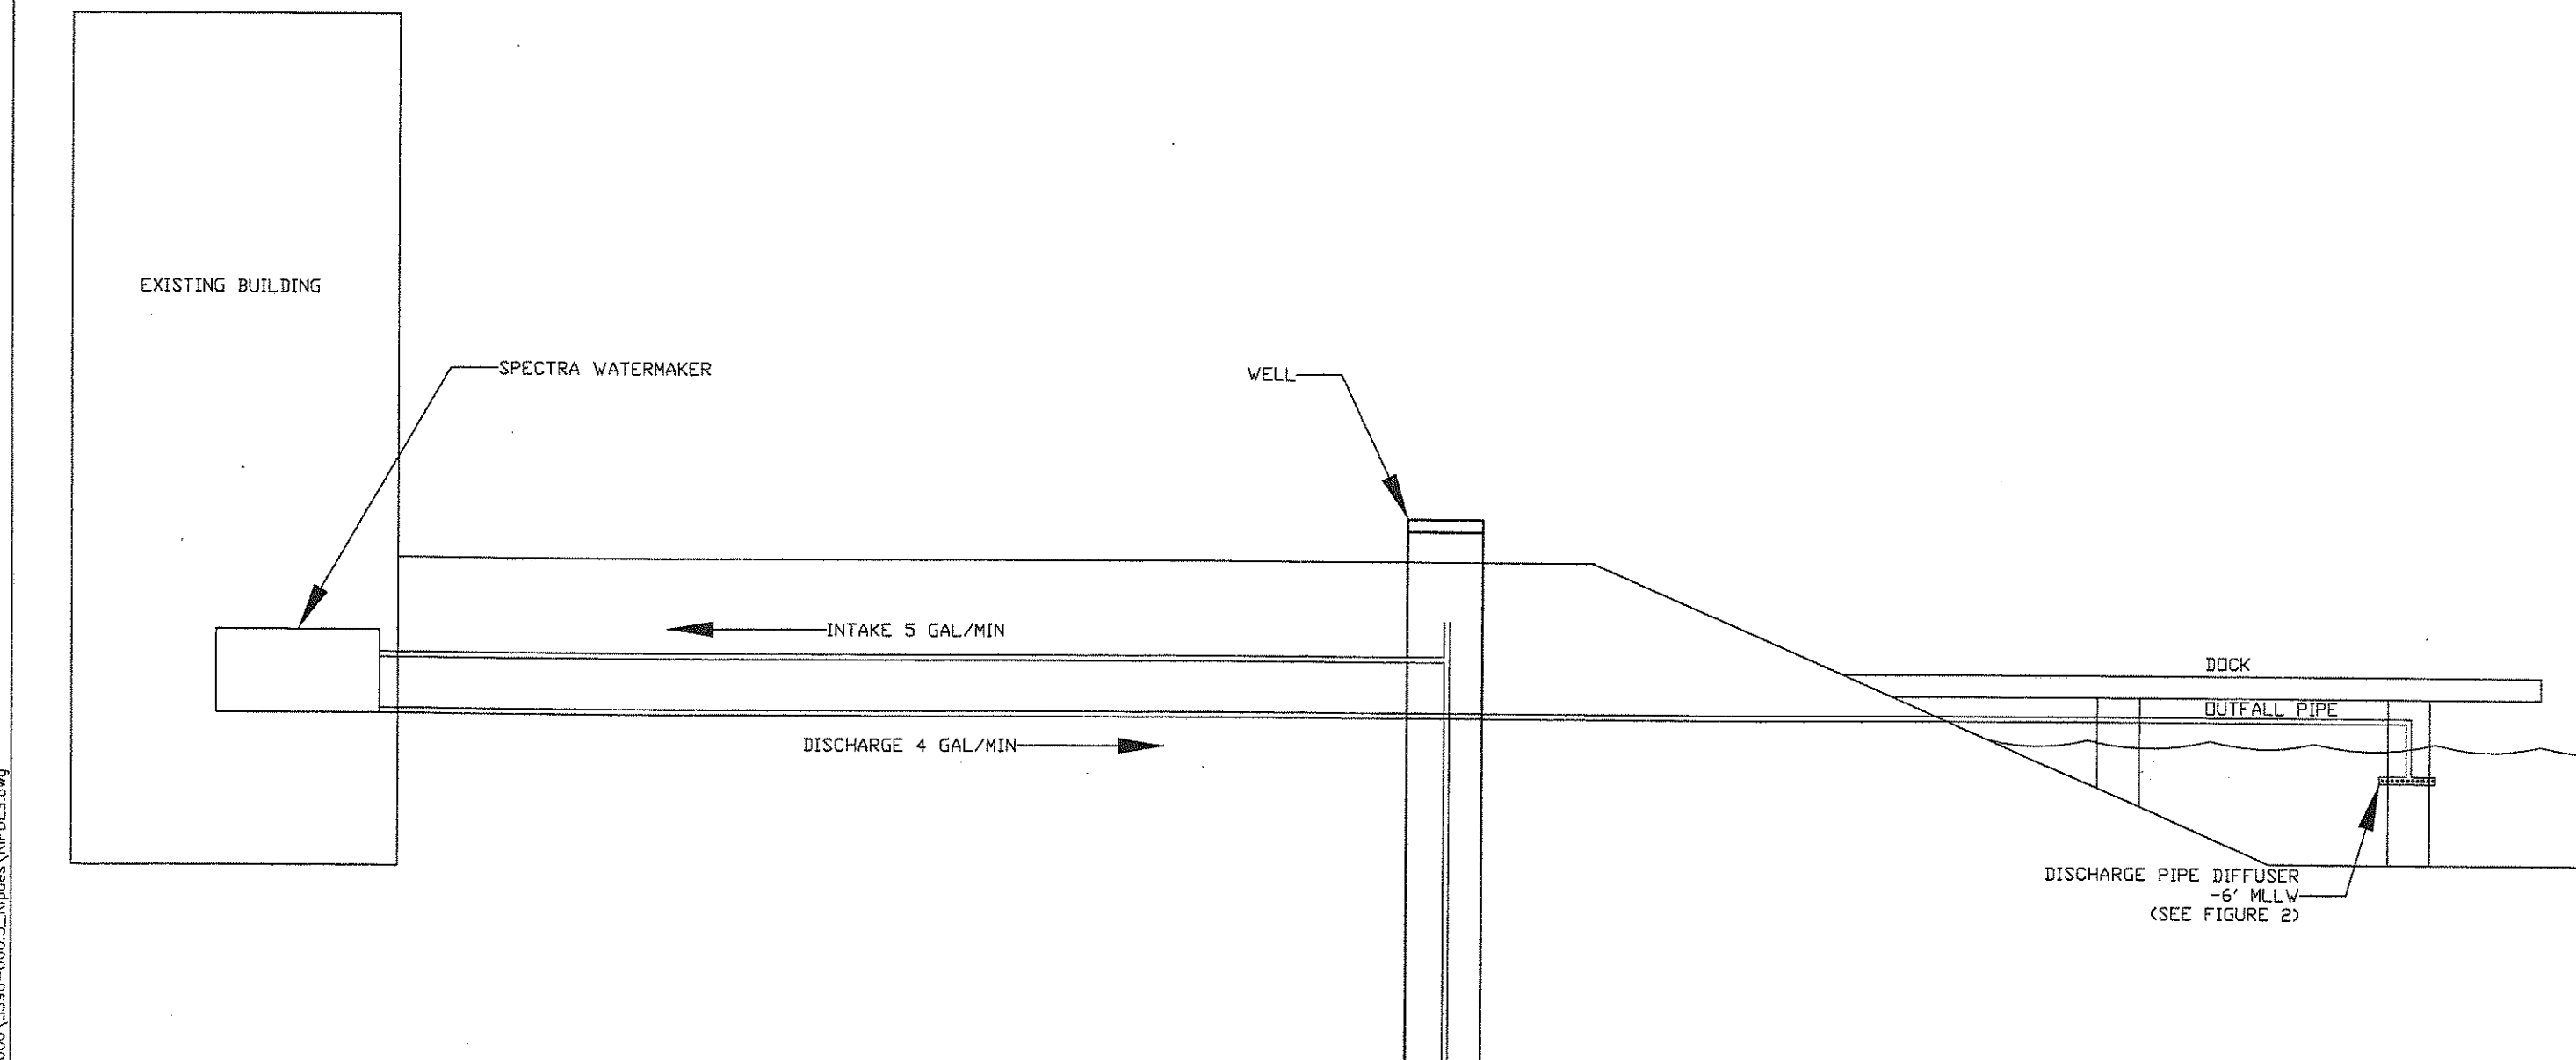 EXISTING BUILDING
SPECTRA WATERMAKER
WELL
INTAKE 5 GAL/MIN
DOCK
OUTFALL PIPE
DISCHARGE 4 GAL/MIN
DISCHARGE PIPE DIFFUSER
-6' MLLW
(SEE FIGURE 2)